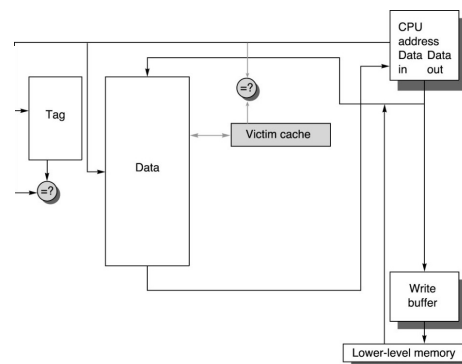 CPU
address
Data Data
in out
=?
Tag
Victim cache
Data
=?
Write
buffer
Lower-level memory